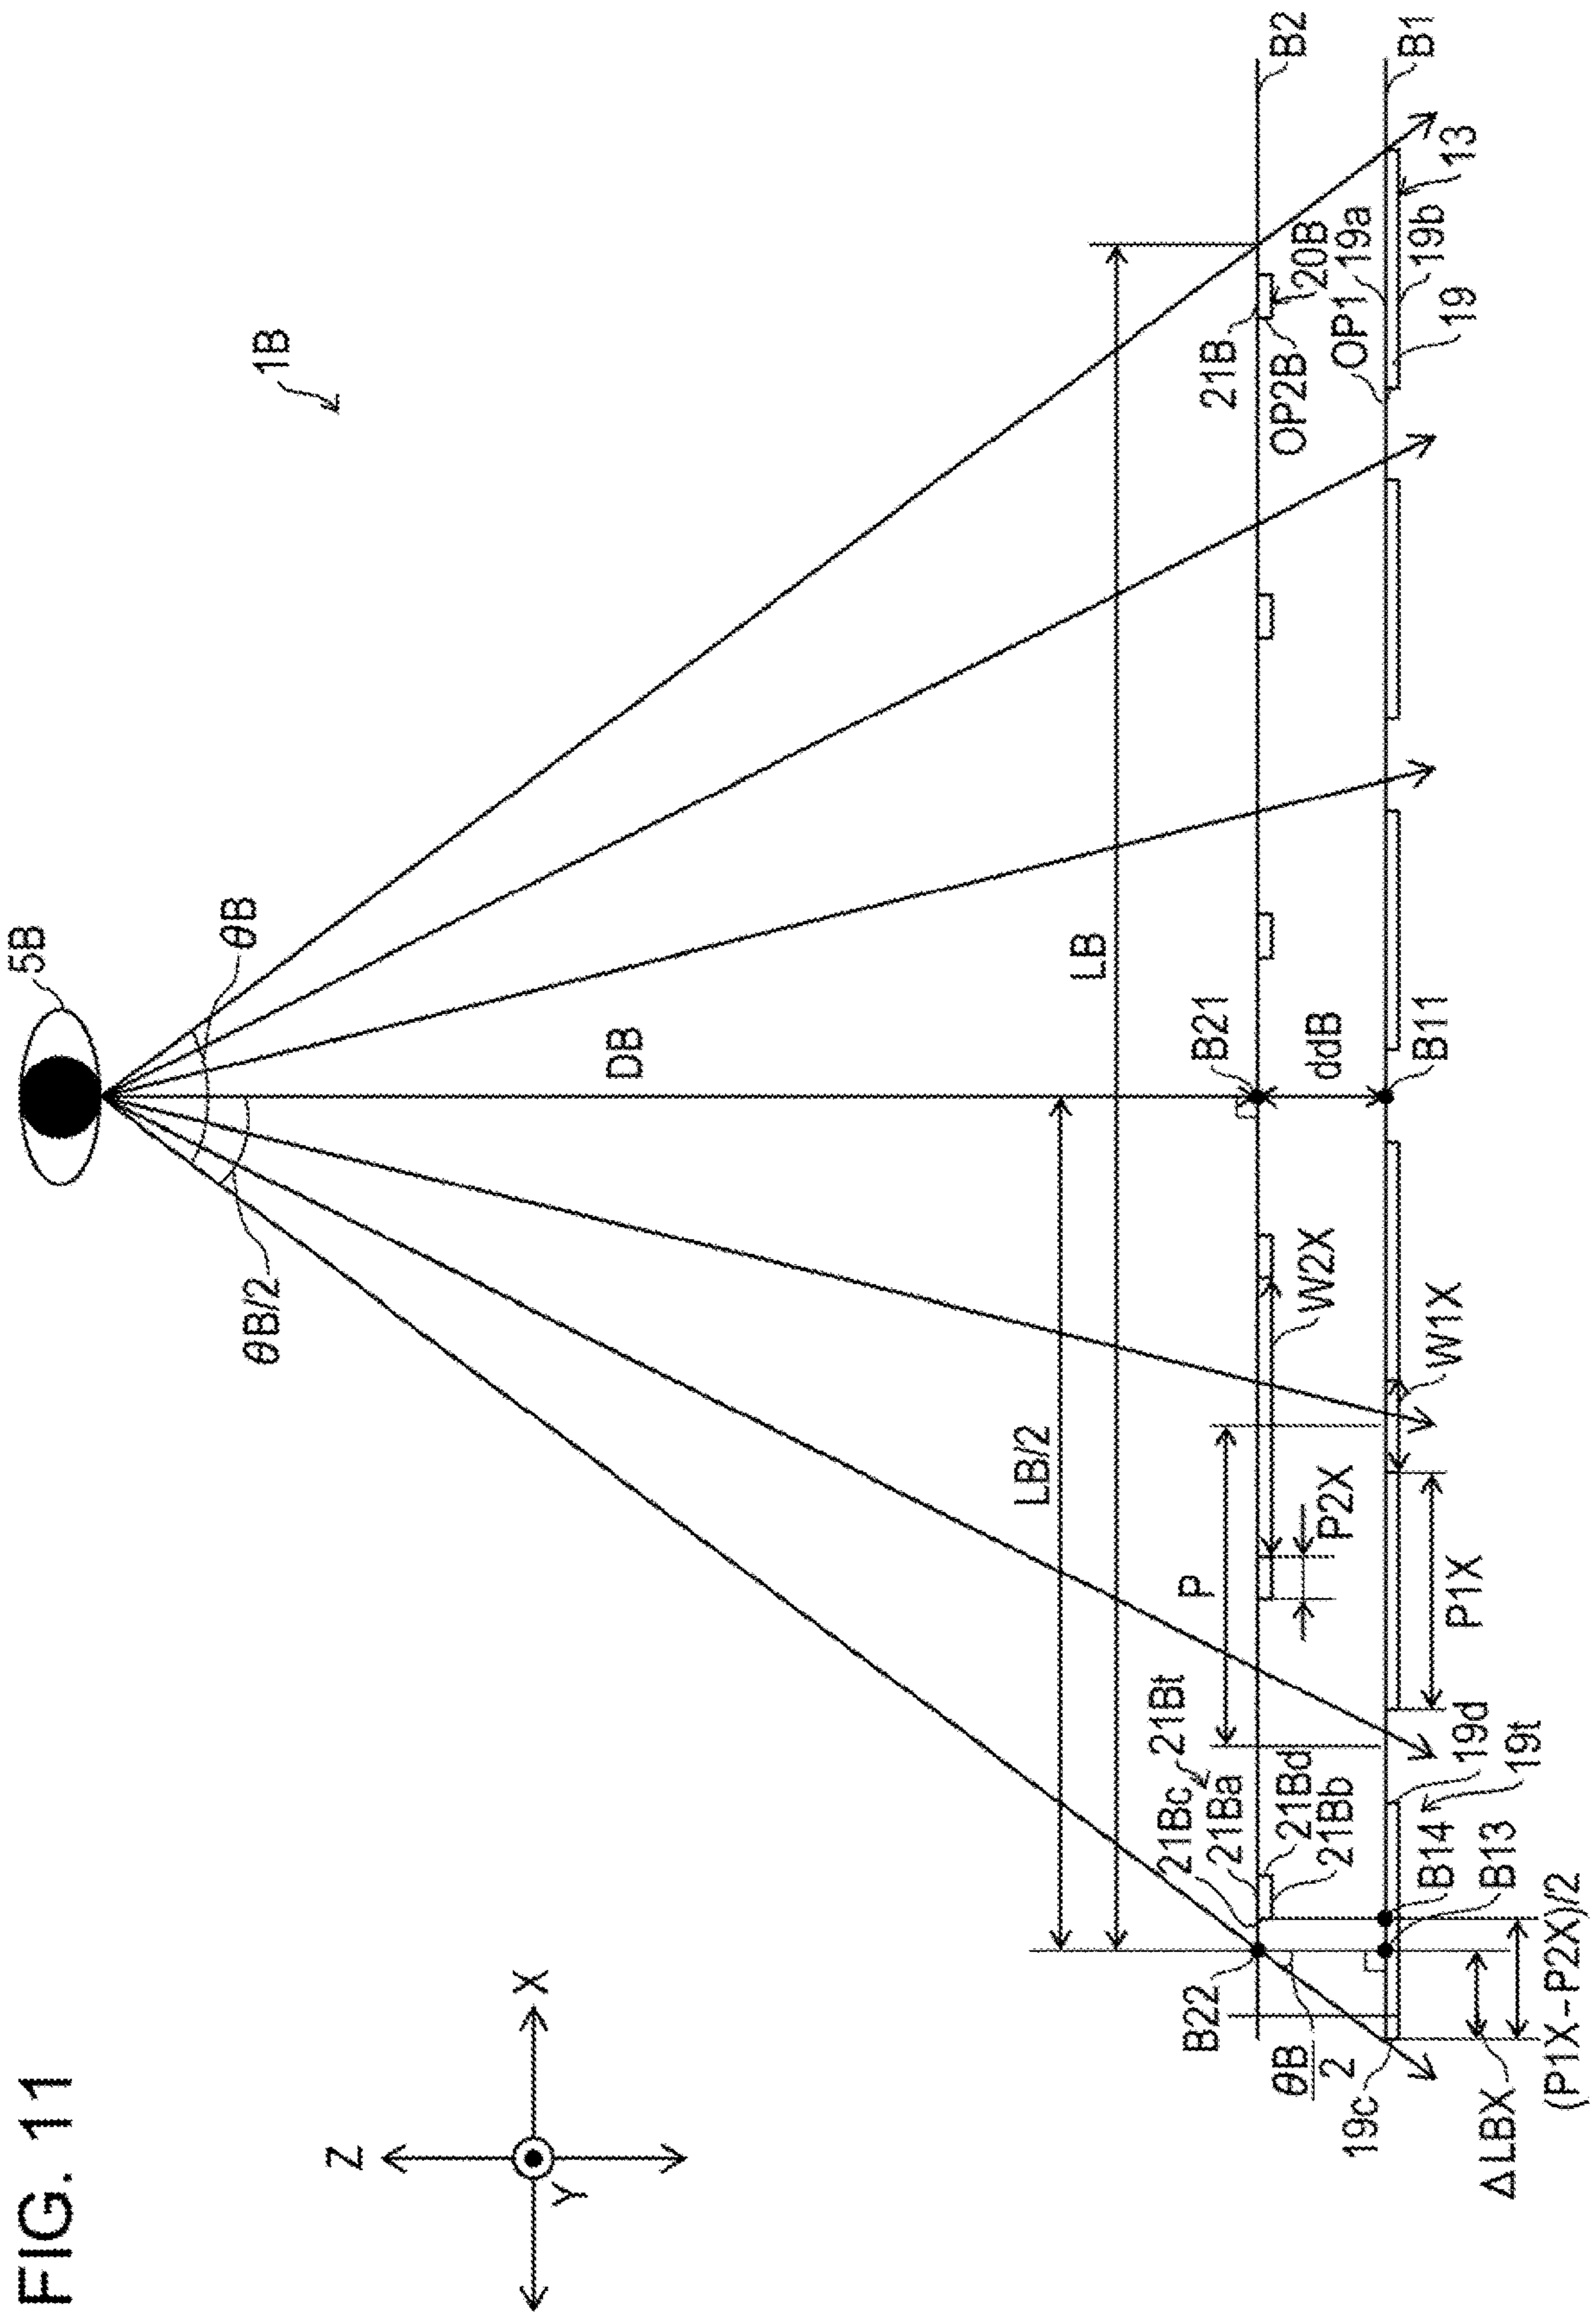 FIG. 11
1B
5B
θB
θB/2
DB
Z
X
Y
LB/2
LB
B2
21B
OP2B
20B
B21
ddB
W2X
P2X
P
21Bc
21Bt
21Ba
21Bd
21Bb
B22
θB
2
B1
OP1
19a
19b
13
19
B11
W1X
P1X
19d
19t
B14
B13
19c
ΔLBX
(P1X-P2X)/2